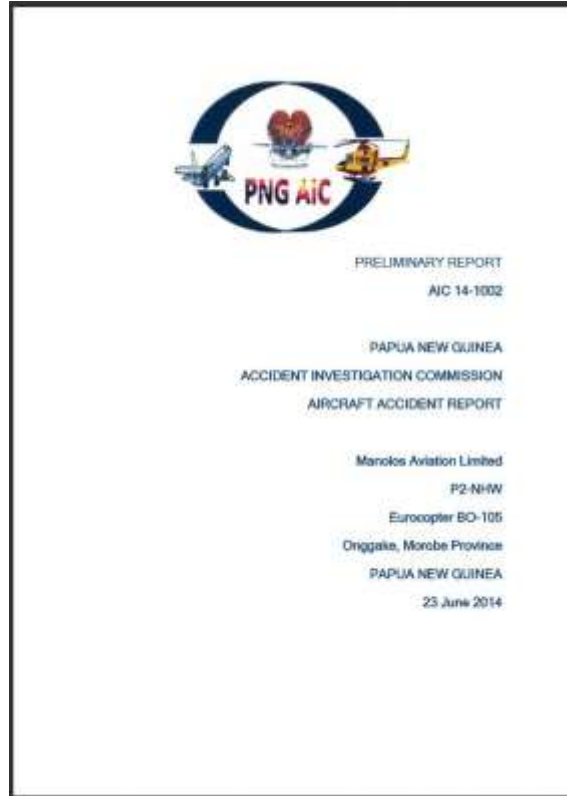 PNG AiC
PRELIMINARY REPORT
AIC 14-1002
PAPUA NEW GUINEA
ACCIDENT INVESTIGATION COMMISSION
AIRCRAFT ACCIDENT REPORT
Manolos Aviation Limited
P2-NHW
Eurocopter BO-105
Onggake, Morobe Province
PAPUA NEW GUINEA
23 June 2014